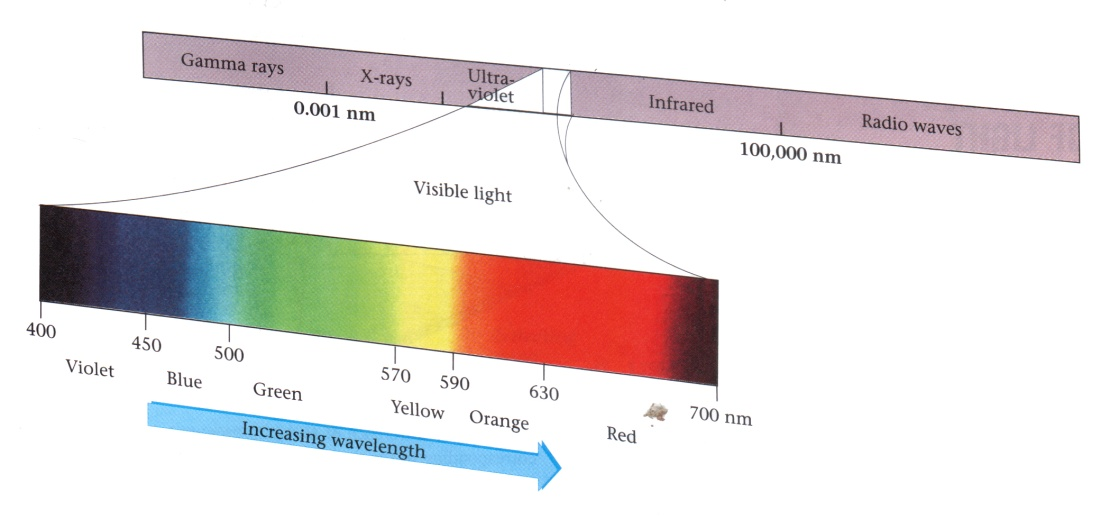 Gamma rays
X-rays
Ultra-
violet
Infrared
Radio waves
0.001 nm
100,000 nm
Visible light
400
450
500
570
590
630
700 nm
Violet
Blue
Green
Yellow
Orange
Red
Increasing wavelength